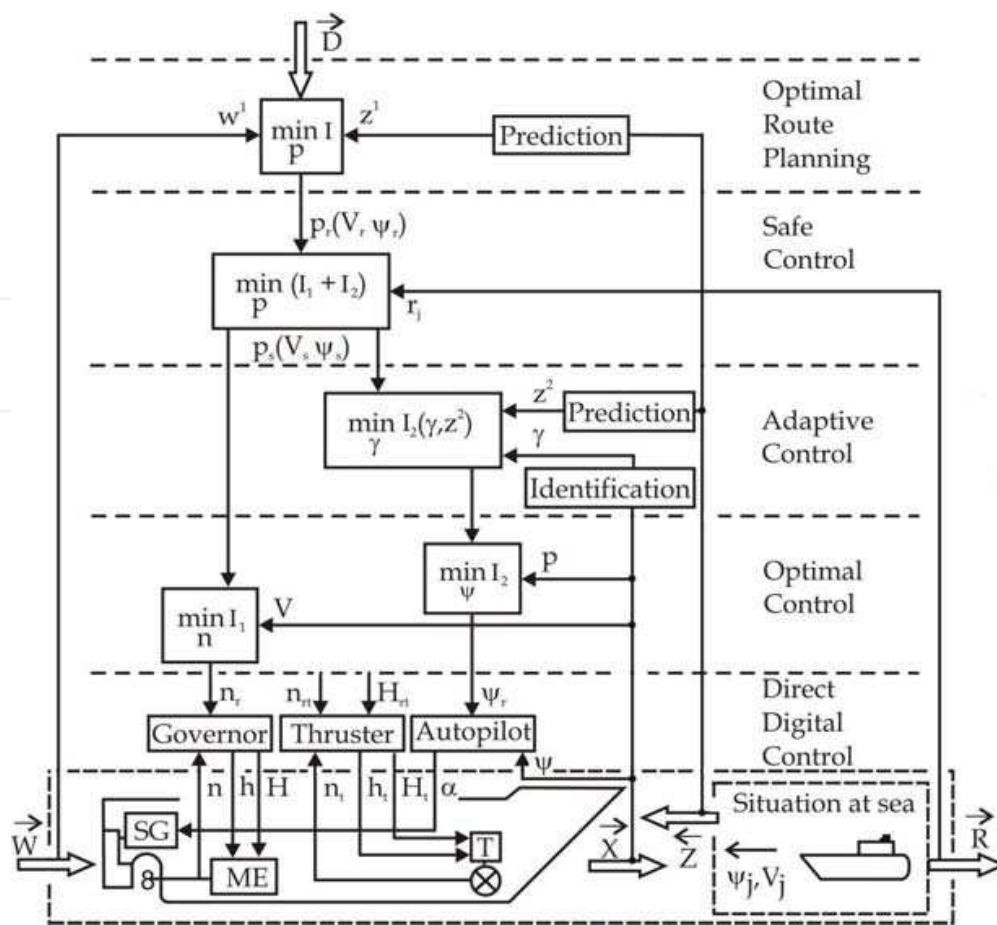 D
w¹ min I p z¹ Prediction
Optimal
Route
Planning
pᵣ(Vᵣ ψᵣ)
Safe
Control
min p (I₁ + I₂) rⱼ
pₛ(Vₛ ψₛ)
min γ I₂(γ,z²) z² Prediction
γ
Identification
Adaptive
Control
min ψ I₂ p
Optimal
Control
min n I₁ V
nᵣ nᵣₜ Hᵣₜ ψᵣ
Direct
Digital
Control
Governor Thruster Autopilot
n h H nₜ hₜ Hₜ α ψ
Situation at sea
W SG T X Z R
ψⱼ,Vⱼ
ME